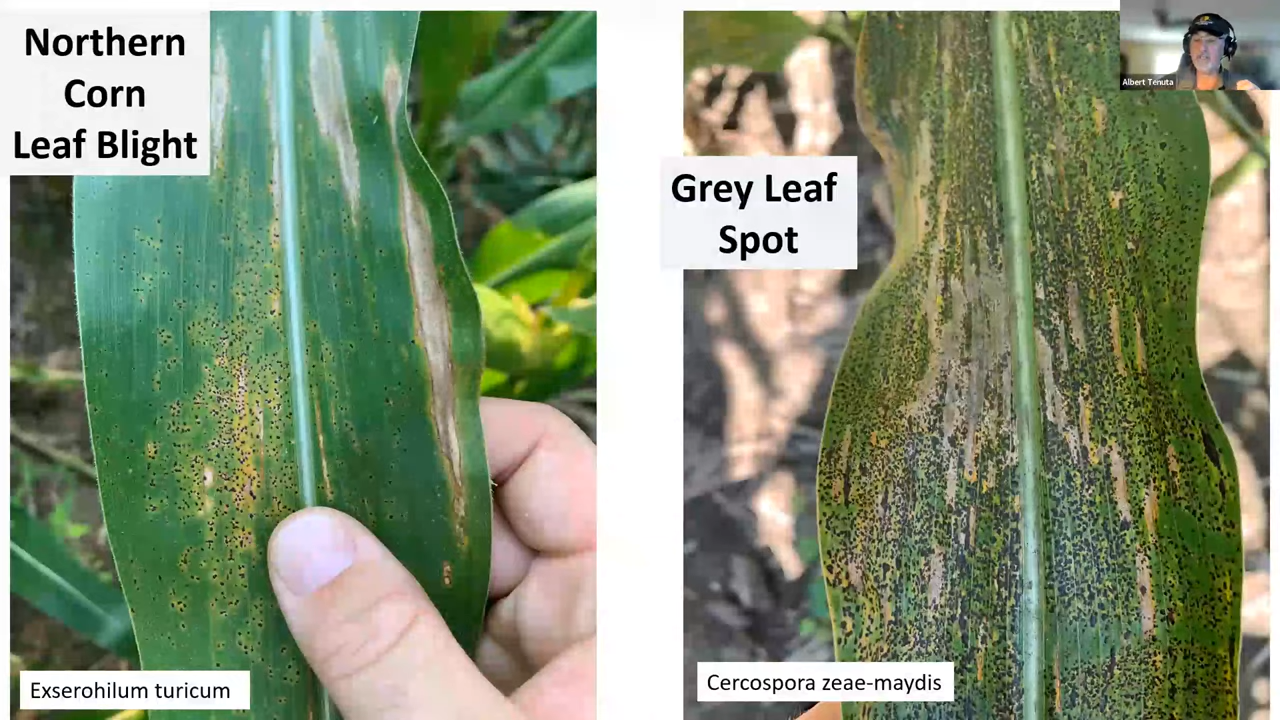 Northern
Corn
Leaf Blight
Grey Leaf
Spot
Albert Tenuta
Exserohilum turicum
Cercospora zeae-maydis